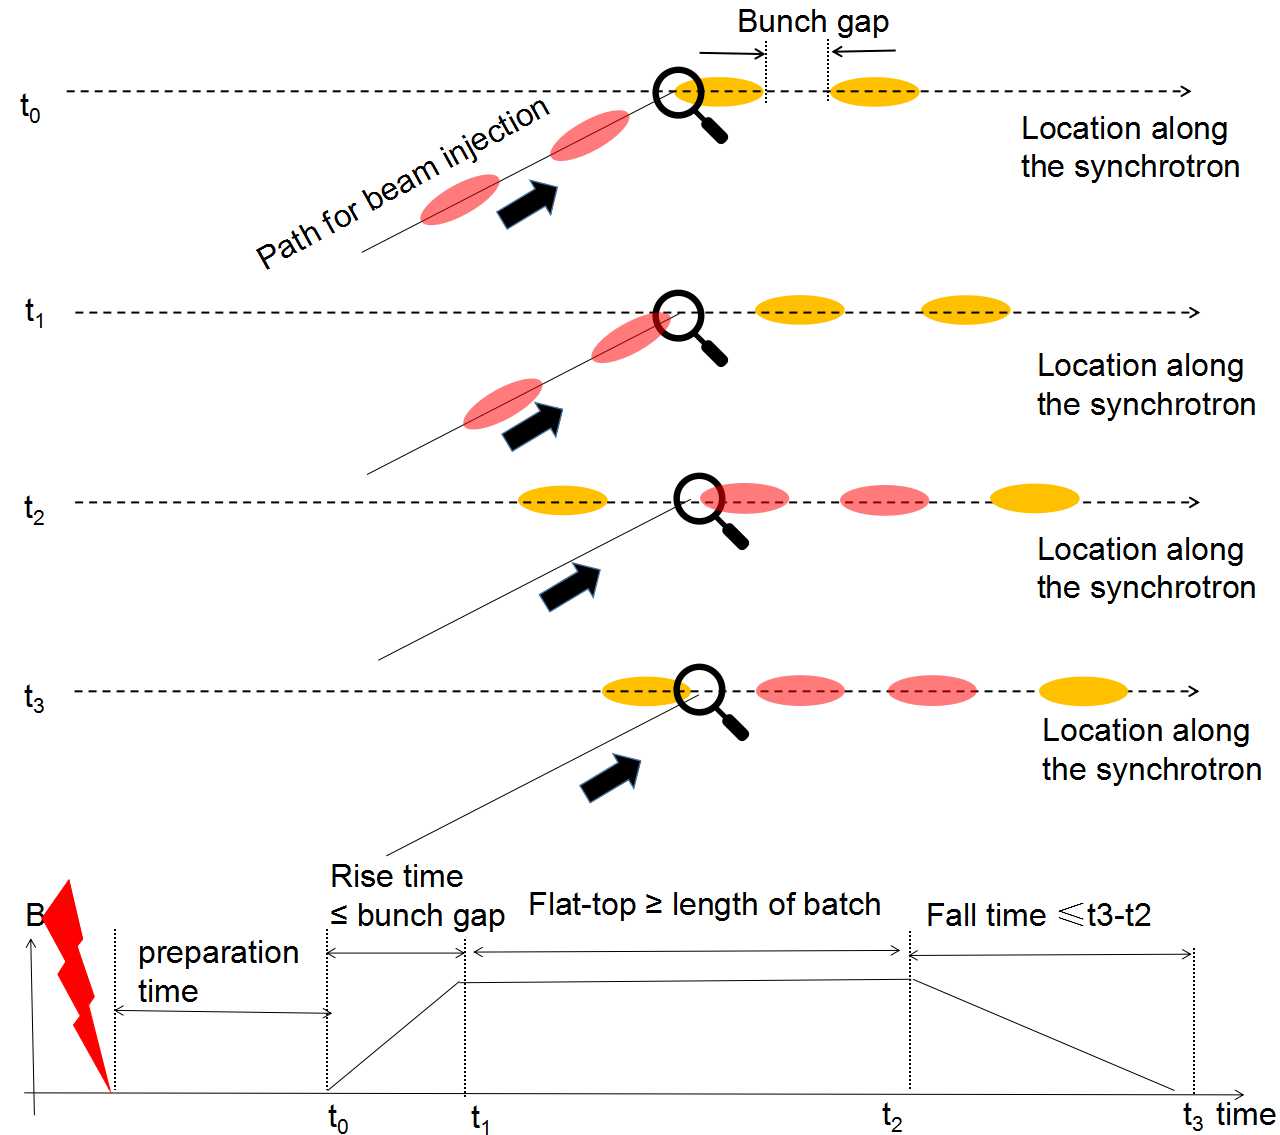 Bunch gap
t0
Path for beam injection
Location along
the synchrotron
t1
Location along
the synchrotron
t2
Location along
the synchrotron
t3
Location along
the synchrotron
B
preparation
time
Rise time
≤ bunch gap
Flat-top ≥ length of batch
Fall time ⩽t3-t2
t0
t1
t2
t3
time